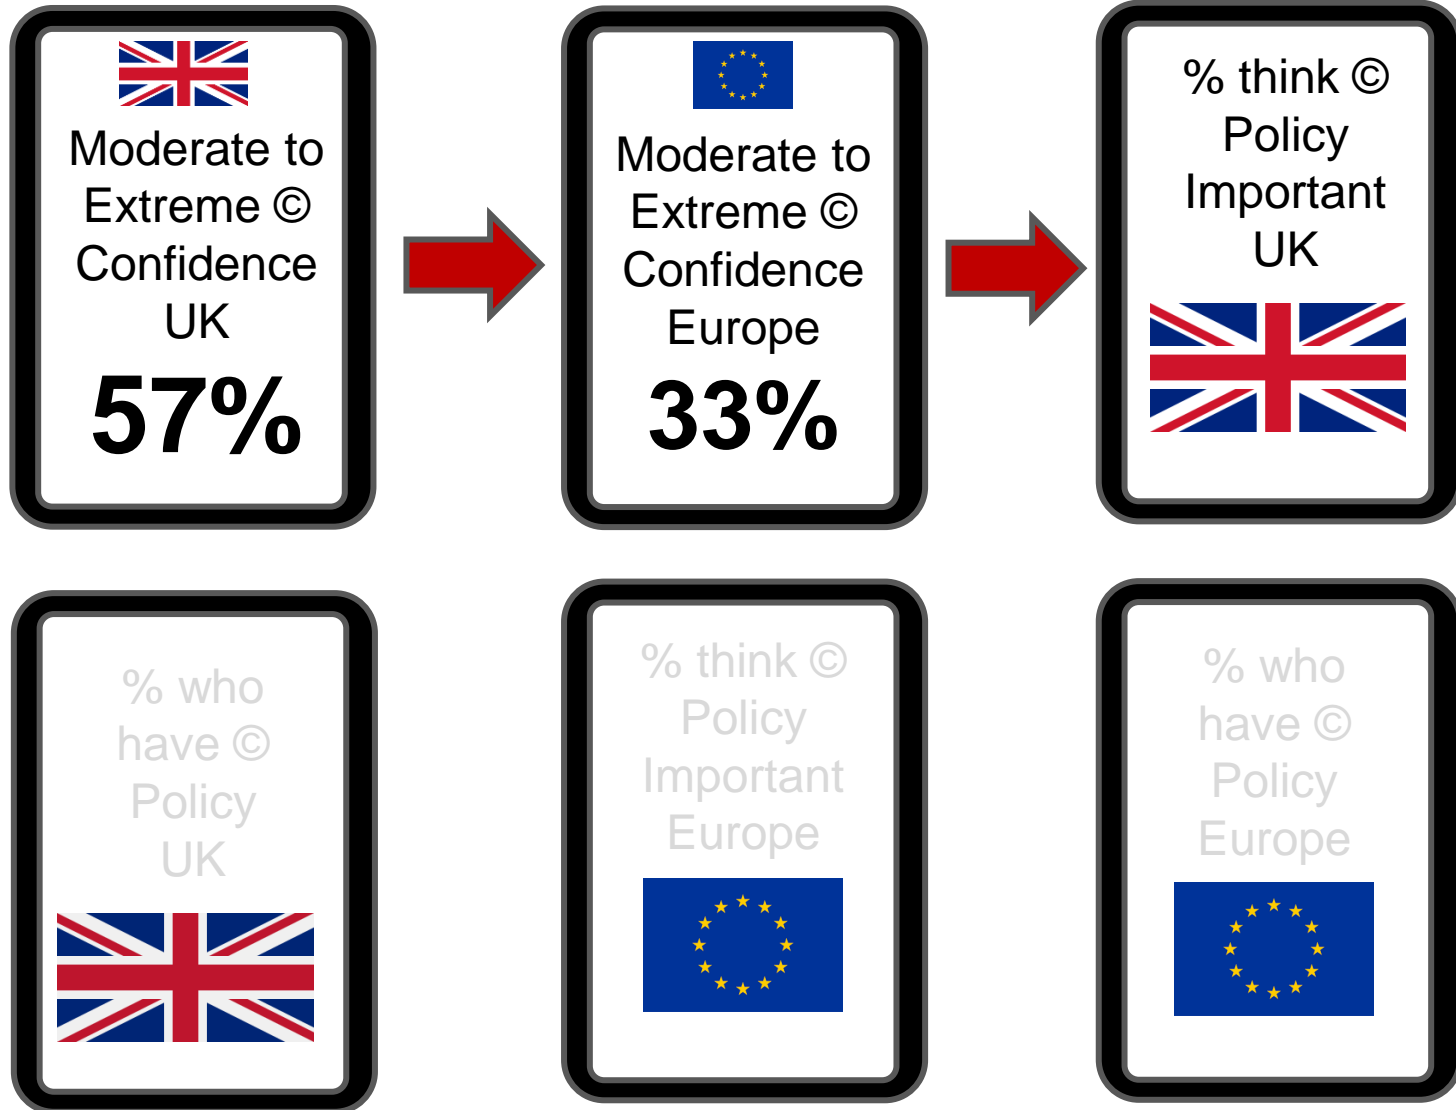 Moderate to
Extreme ©
Confidence
UK
57%
Moderate to
Extreme ©
Confidence
Europe
33%
% think ©
Policy
Important
UK
% who
have ©
Policy
UK
% think ©
Policy
Important
Europe
% who
have ©
Policy
Europe